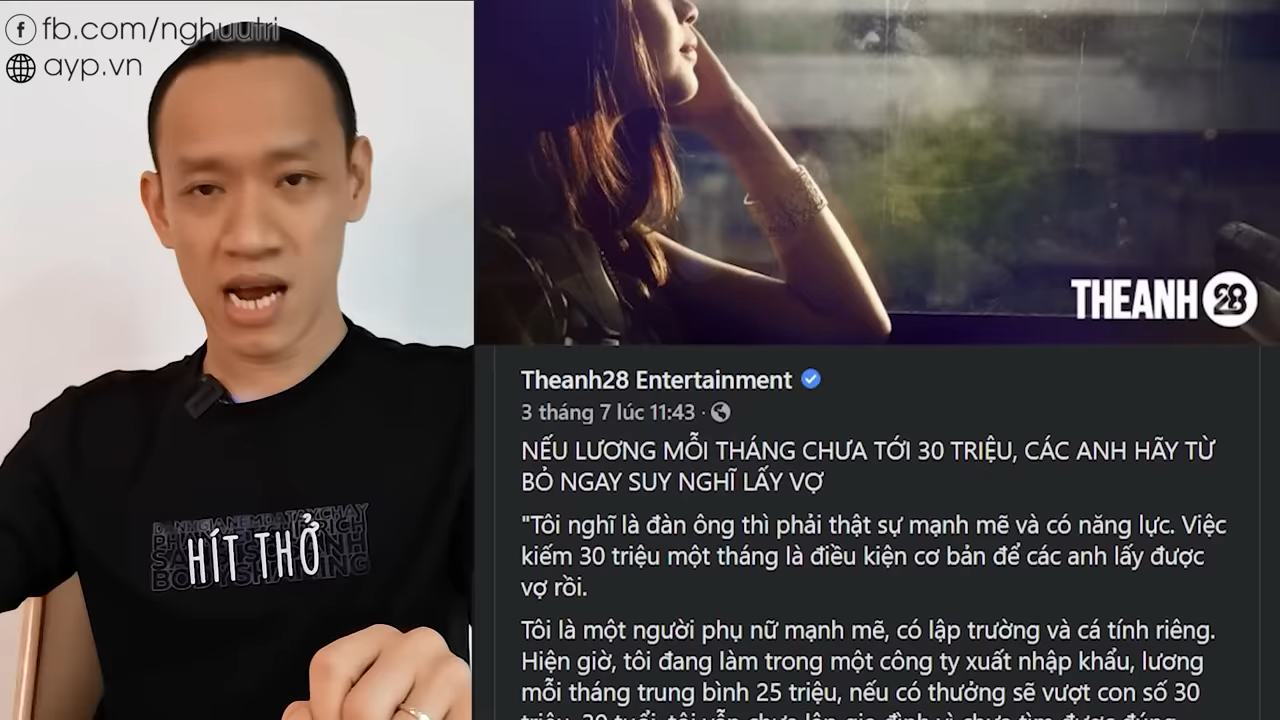 fb.com/nghuutri
ayp.vn
HÍT THỞ
THEANH 28
Theanh28 Entertainment
3 tháng 7 lúc 11:43 ·
NẾU LƯƠNG MỖI THÁNG CHƯA TỚI 30 TRIỆU, CÁC ANH HÃY TỪ
BỎ NGAY SUY NGHĨ LẤY VỢ
"Tôi nghĩ là đàn ông thì phải thật sự mạnh mẽ và có năng lực. Việc
kiếm 30 triệu một tháng là điều kiện cơ bản để các anh lấy được
vợ rồi.
Tôi là một người phụ nữ mạnh mẽ, có lập trường và cá tính riêng.
Hiện giờ, tôi đang làm trong một công ty xuất nhập khẩu, lương
mỗi tháng trung bình 25 triệu, nếu có thưởng sẽ vượt con số 30